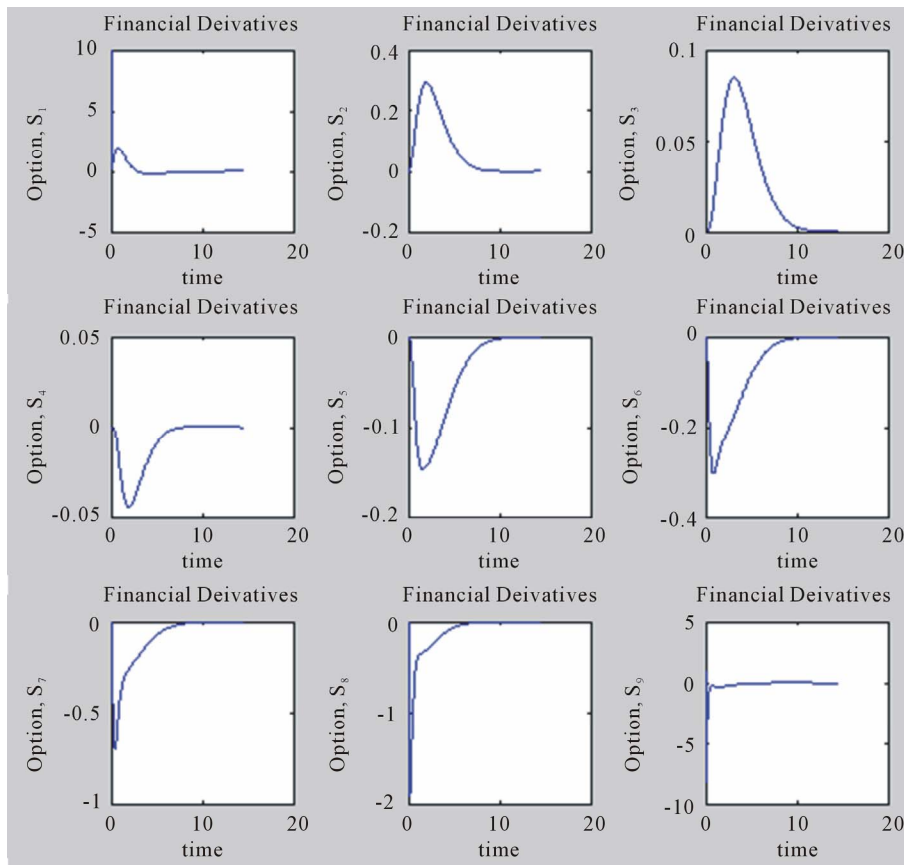 Financial Deivatives Financial Deivatives Financial Deivatives
10 0.4 0.1
5 0.2 0.05
0 0 0
-5 -0.2
Option, S₁ Option, S₂ Option, S₃
0 10 20 0 10 20 0 10 20
time time time
Financial Deivatives Financial Deivatives Financial Deivatives
0.05 0 0
0 -0.1 -0.2
-0.05 -0.2 -0.4
Option, S₄ Option, S₅ Option, S₆
0 10 20 0 10 20 0 10 20
time time time
Financial Deivatives Financial Deivatives Financial Deivatives
0 0 5
-0.5 -1 0
-1 -2 -5
-10
Option, S₇ Option, S₈ Option, S₉
0 10 20 0 10 20 0 10 20
time time time